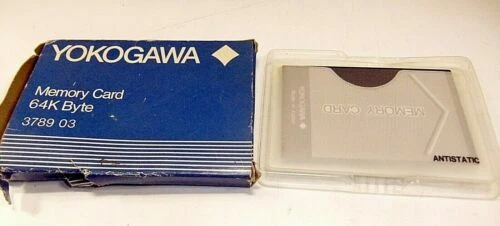 YOKOGAWA
Memory Card
64K Byte
3789 03
YOKOGAWA
MEMORY CARD
ANTISTATIC